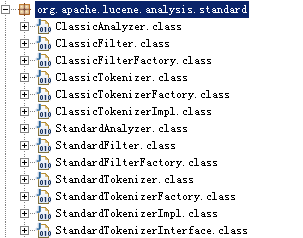 org.apache.lucene.analysis.standard
ClassicAnalyzer.class
ClassicFilter.class
ClassicFilterFactory.class
ClassicTokenizer.class
ClassicTokenizerFactory.class
ClassicTokenizerImpl.class
StandardAnalyzer.class
StandardFilter.class
StandardFilterFactory.class
StandardTokenizer.class
StandardTokenizerFactory.class
StandardTokenizerImpl.class
StandardTokenizerInterface.class